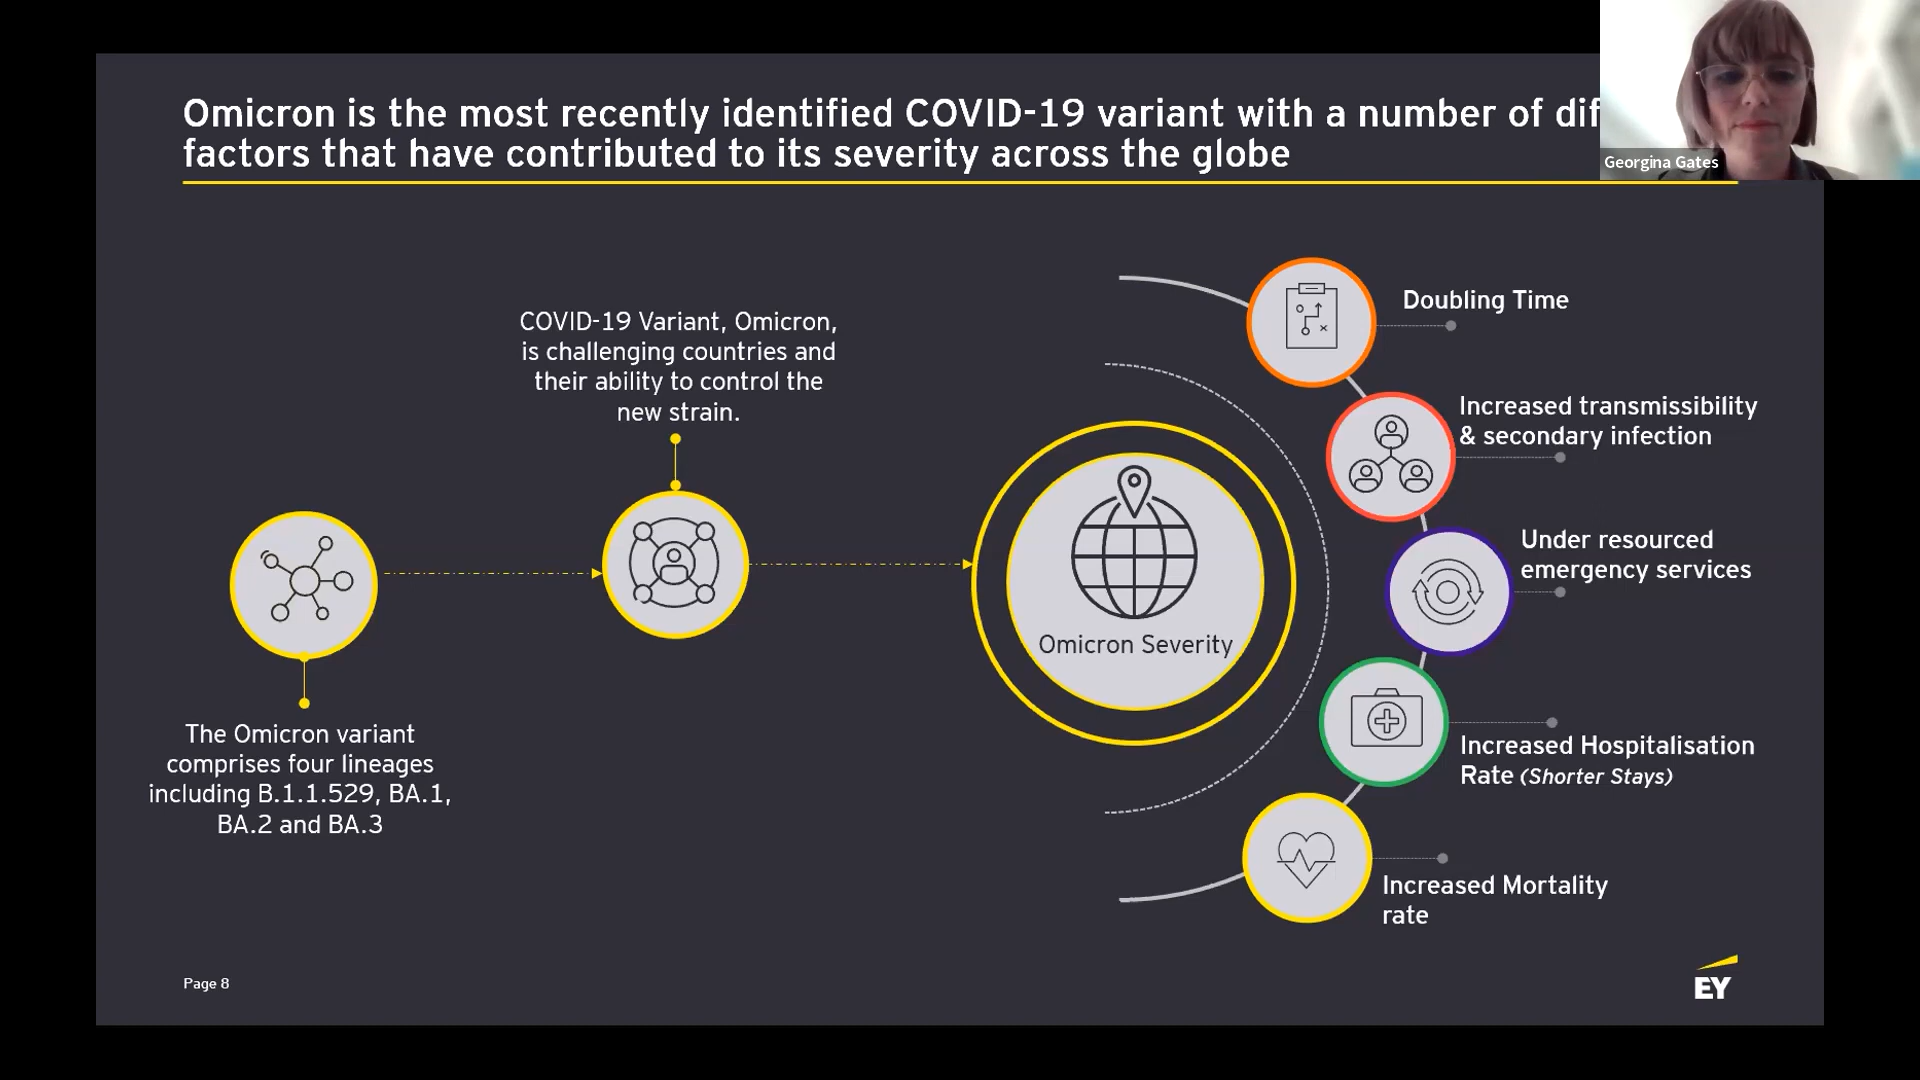 Omicron is the most recently identified COVID-19 variant with a number of
factors that have contributed to its severity across the globe
Georgina Gates
COVID-19 Variant, Omicron,
is challenging countries and
their ability to control the
new strain.
The Omicron variant
comprises four lineages
including B.1.1.529, BA.1,
BA.2 and BA.3
Omicron Severity
Doubling Time
Increased transmissibility
& secondary infection
Under resourced
emergency services
Increased Hospitalisation
Rate (Shorter Stays)
Increased Mortality
rate
Page 8
EY